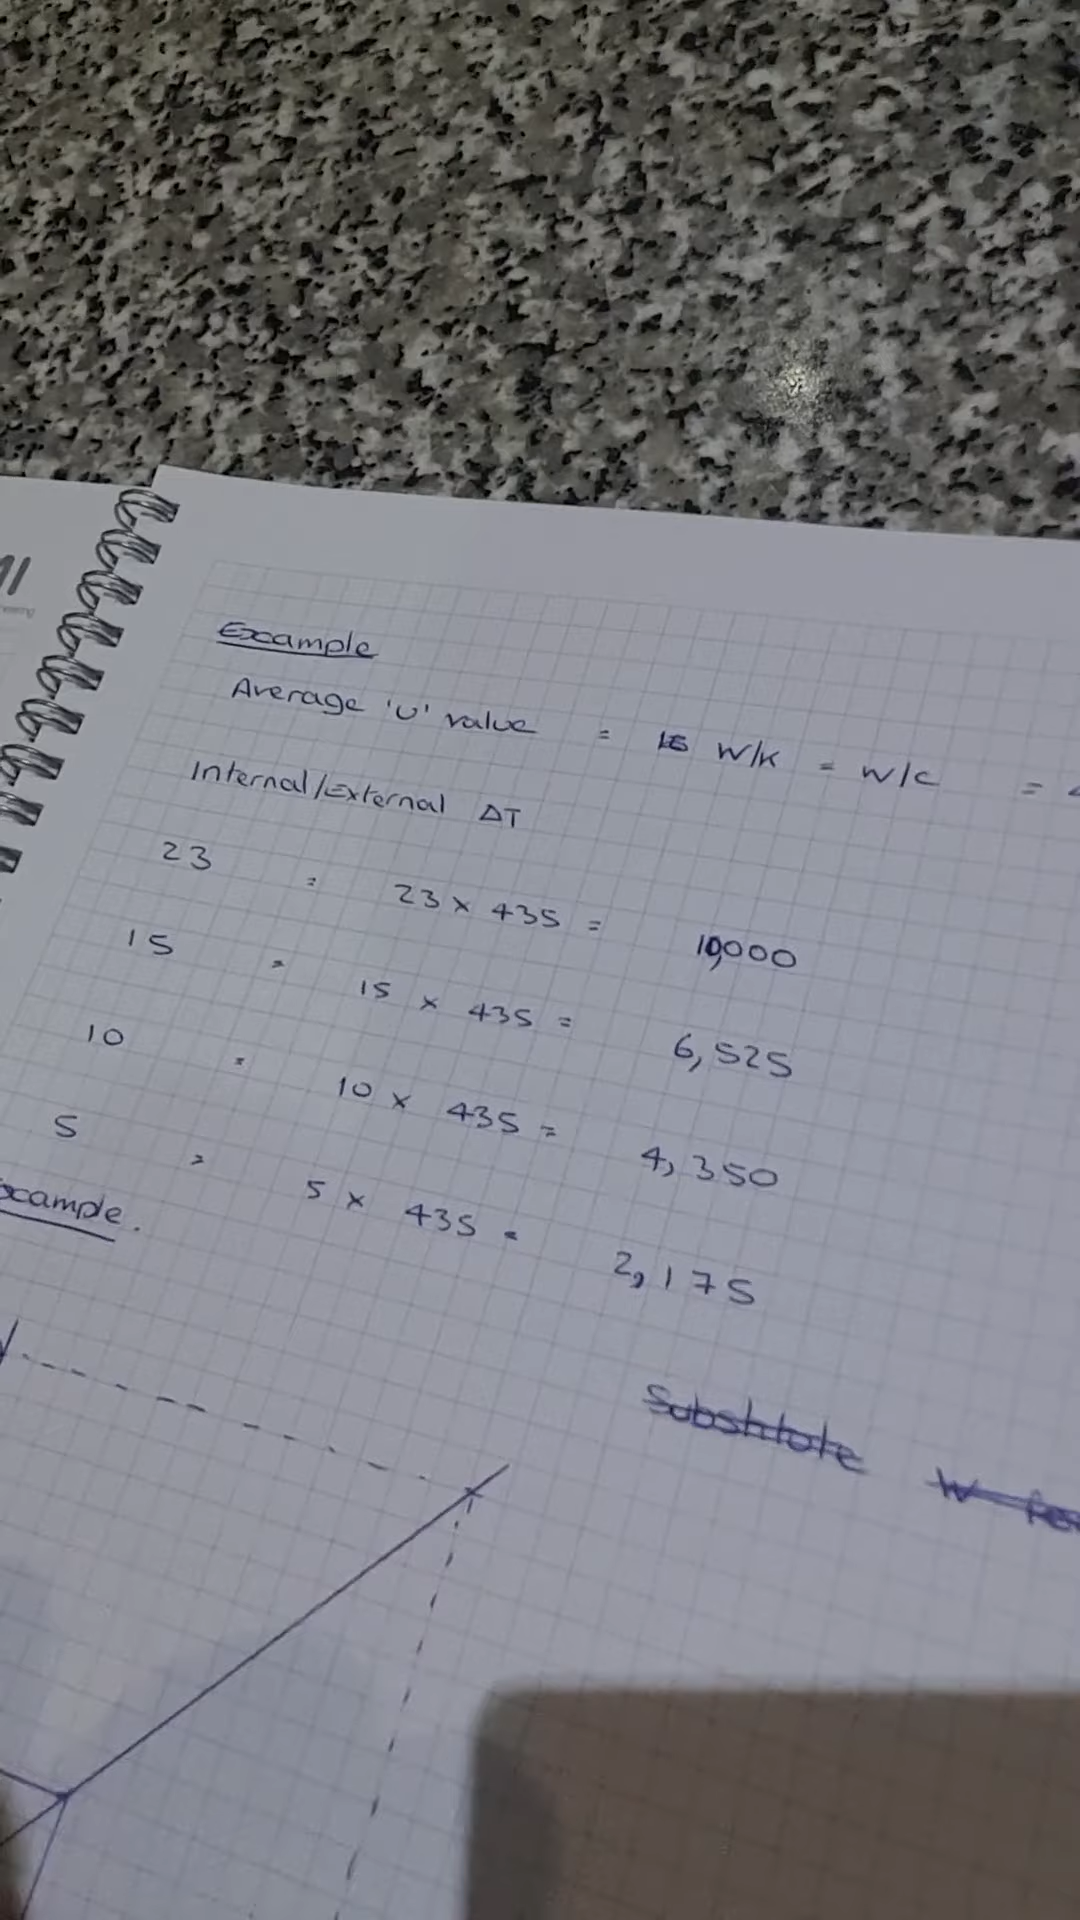 Example
Average 'U' value = W/K = W/C =
Internal/External ΔT
23 = 23 x 435 = 10,000
15 = 15 x 435 = 6,525
10 = 10 x 435 = 4,350
5 = 5 x 435 = 2,175
xample.
Substitute W